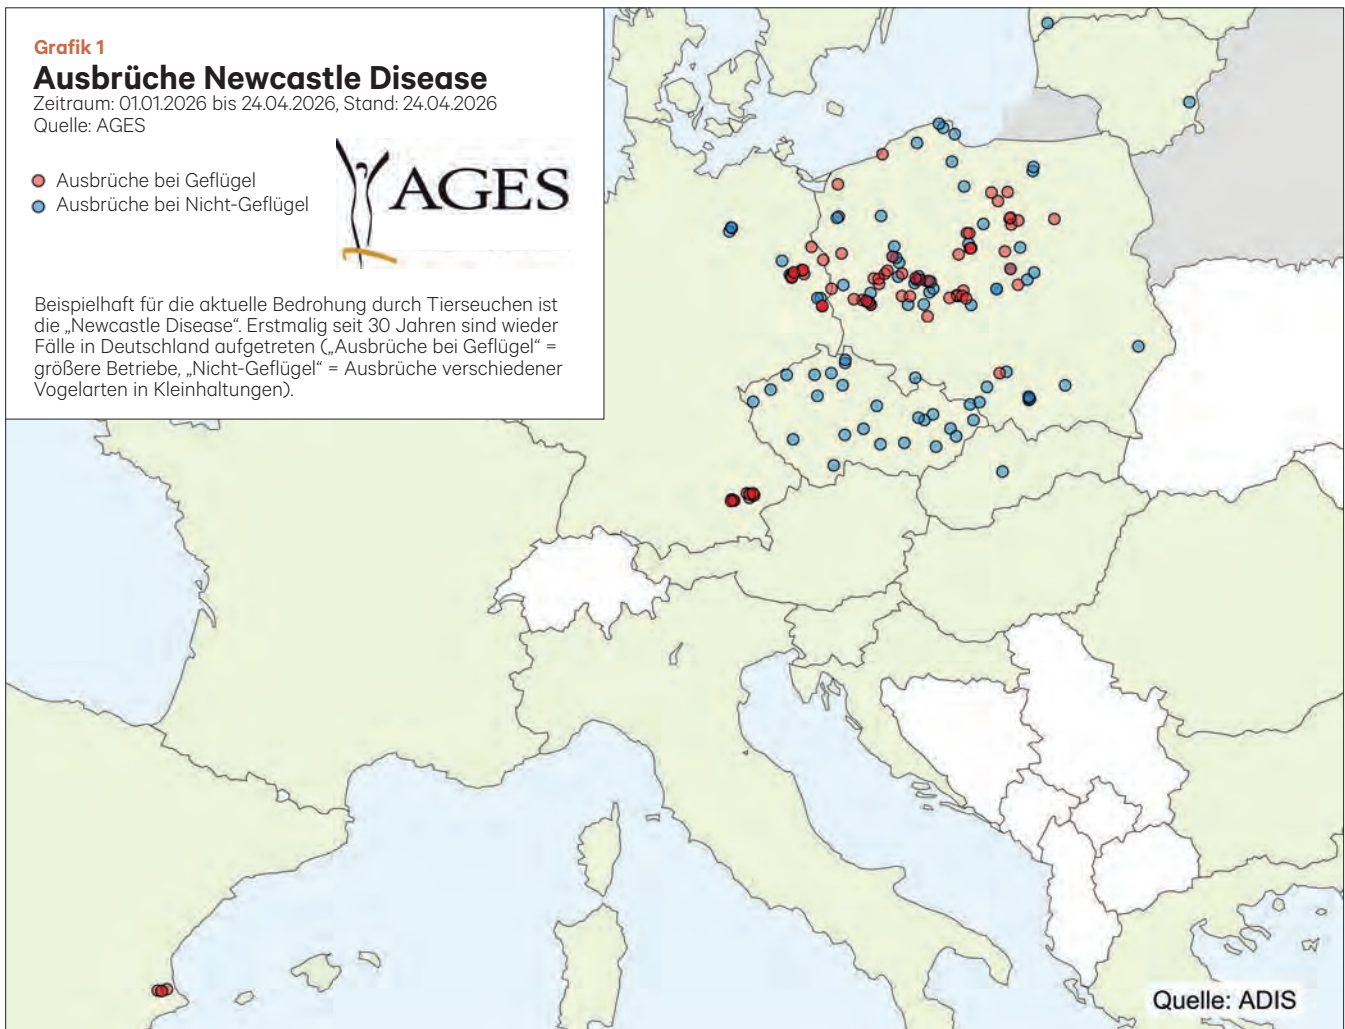 Grafik 1
Ausbrüche Newcastle Disease
Zeitraum: 01.01.2026 bis 24.04.2026, Stand: 24.04.2026
Quelle: AGES
AGES
Ausbrüche bei Geflügel
Ausbrüche bei Nicht-Geflügel
Beispielhaft für die aktuelle Bedrohung durch Tierseuchen ist
die „Newcastle Disease“. Erstmalig seit 30 Jahren sind wieder
Fälle in Deutschland aufgetreten („Ausbrüche bei Geflügel“ =
größere Betriebe, „Nicht-Geflügel“ = Ausbrüche verschiedener
Vogelarten in Kleinhaltungen).
Quelle: ADIS